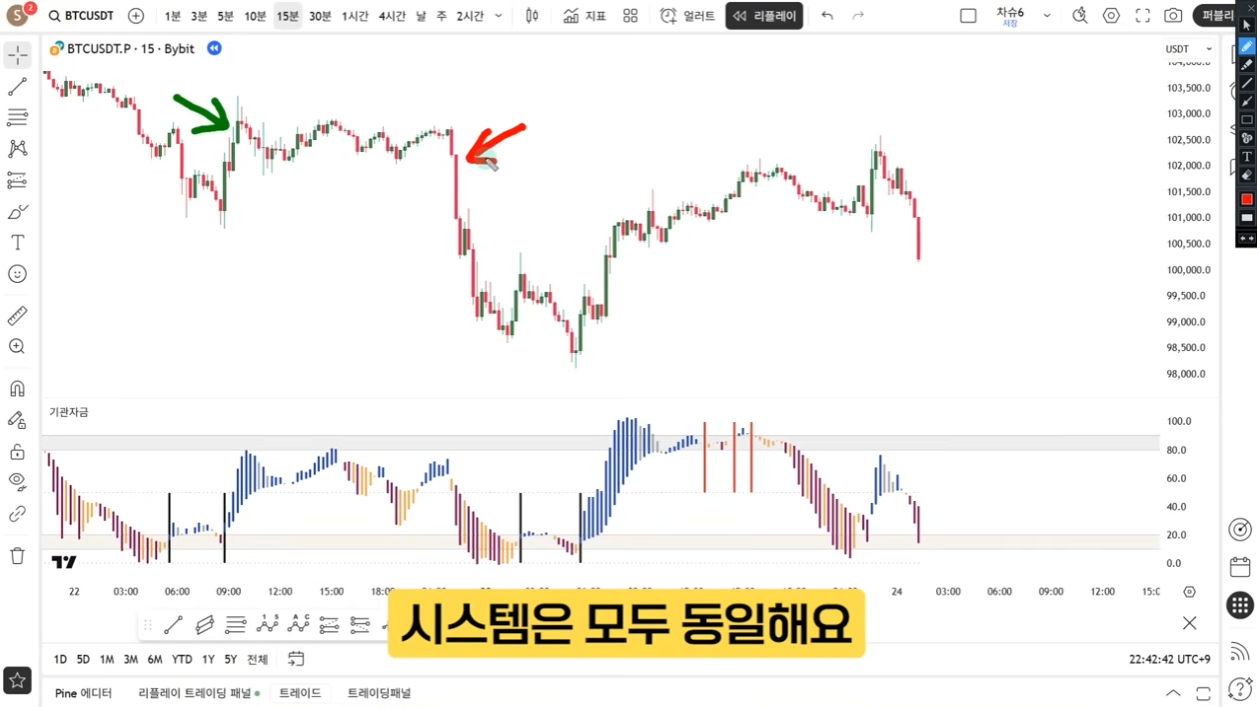 S 2 BTCUSDT 1분 3분 5분 10분 15분 30분 1시간 4시간 날 주 2시간 지표 얼러트 리플레이 차슈6 저장 퍼블리
BTCUSDT.P · 15 · Bybit
USDT
103,500.0
103,000.0
102,500.0
102,000.0
101,500.0
101,000.0
100,500.0
100,000.0
99,500.0
99,000.0
98,500.0
98,000.0
기관자금
100.0
80.0
60.0
40.0
20.0
0.0
22 03:00 06:00 09:00 12:00 15:00 24 03:00 06:00 09:00 12:00
시스템은 모두 동일해요
1D 5D 1M 3M 6M YTD 1Y 5Y 전체
22:42:42 UTC+9
Pine 에디터 리플레이 트레이딩 패널 트레이드 트레이딩패널